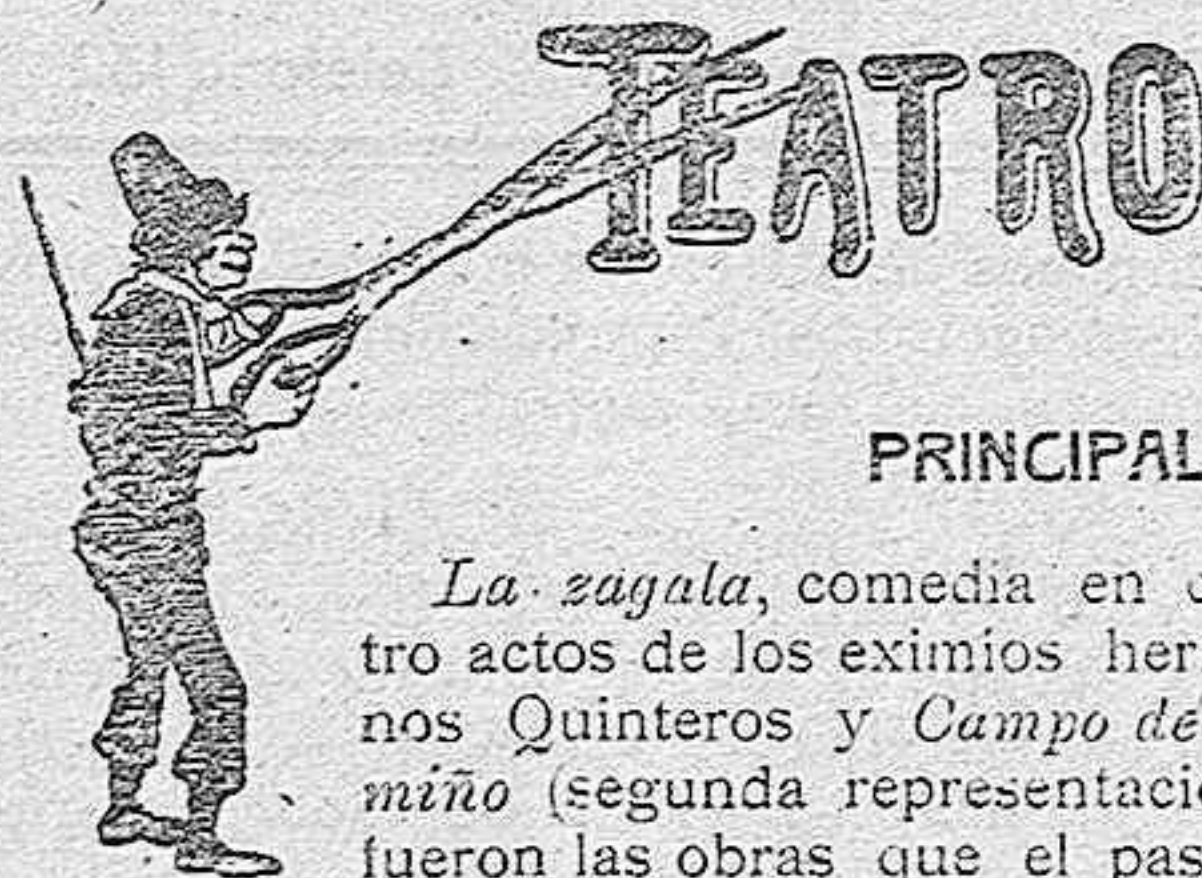 TEATRO
PRINCIPAL
La zagala, comedia en
tro actos de los eximios her
nos Quinteros y Campo de
miño (segunda representaci
fueron las obras que el pas